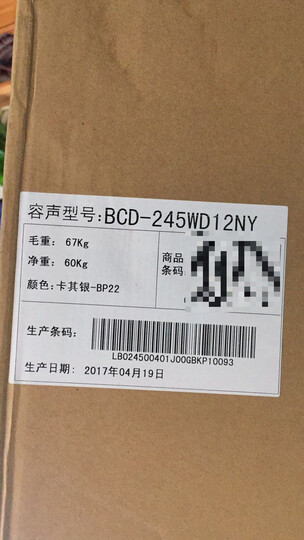 容声型号:BCD-245WD12NY
毛重: 67Kg
净重: 60Kg
商品
条码
颜色:卡其银-BP22
生产条码:
LB024500401J00GBKP10093
生产日期: 2017年04月19日